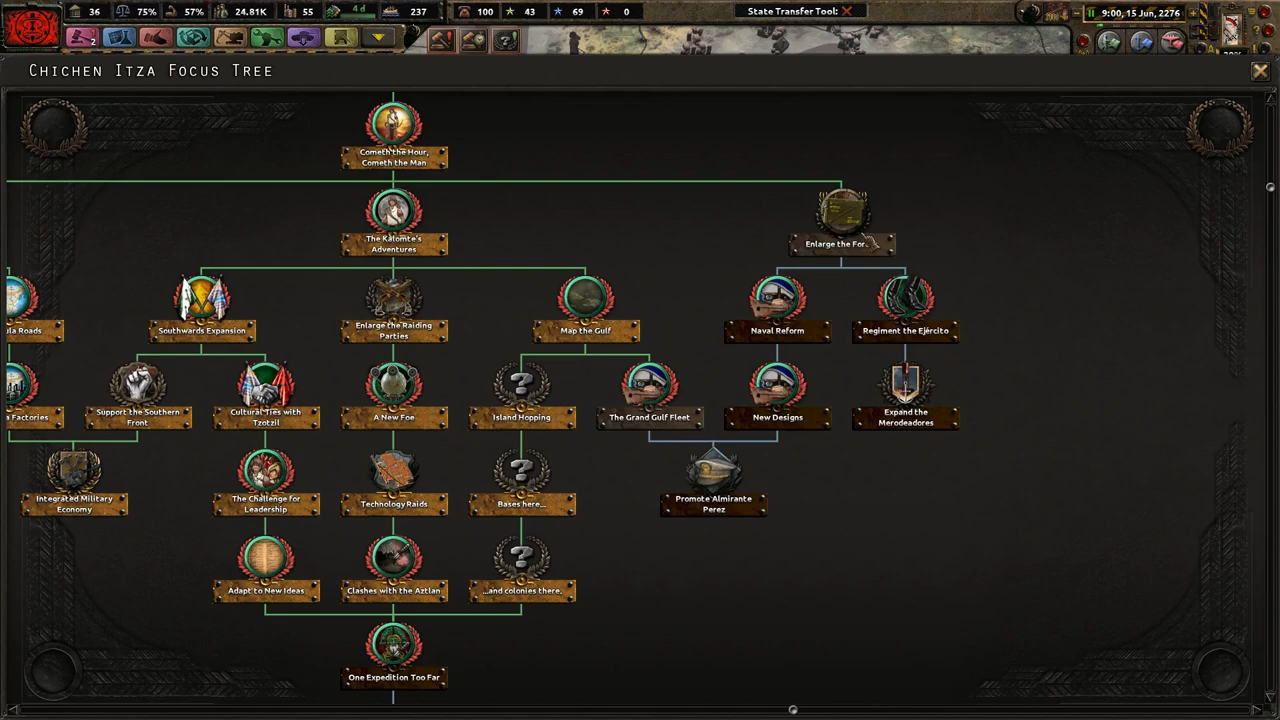 36 75% 57% 24.81K 55 4d 237 100 43 69 0 State Transfer Tool: 9:00, 15 Jun, 2276
2
Chichen Itza Focus Tree
Cometh the Hour,
Cometh the Man
The Kalomte's
Adventures
Enlarge the For
ula Roads
Southwards Expansion
Enlarge the Raiding
Parties
Map the Gulf
Naval Reform
Regiment the Ejército
Factories
Support the Southern
Front
Cultural Ties with
Tzotzil
A New Foe
Island Hopping
The Grand Gulf Fleet
New Designs
Expand the
Merodeadores
Integrated Military
Economy
The Challenge for
Leadership
Technology Raids
Bases here...
Promote Almirante
Perez
Adapt to New Ideas
Clashes with the Aztlan
...and colonies there.
One Expedition Too Far